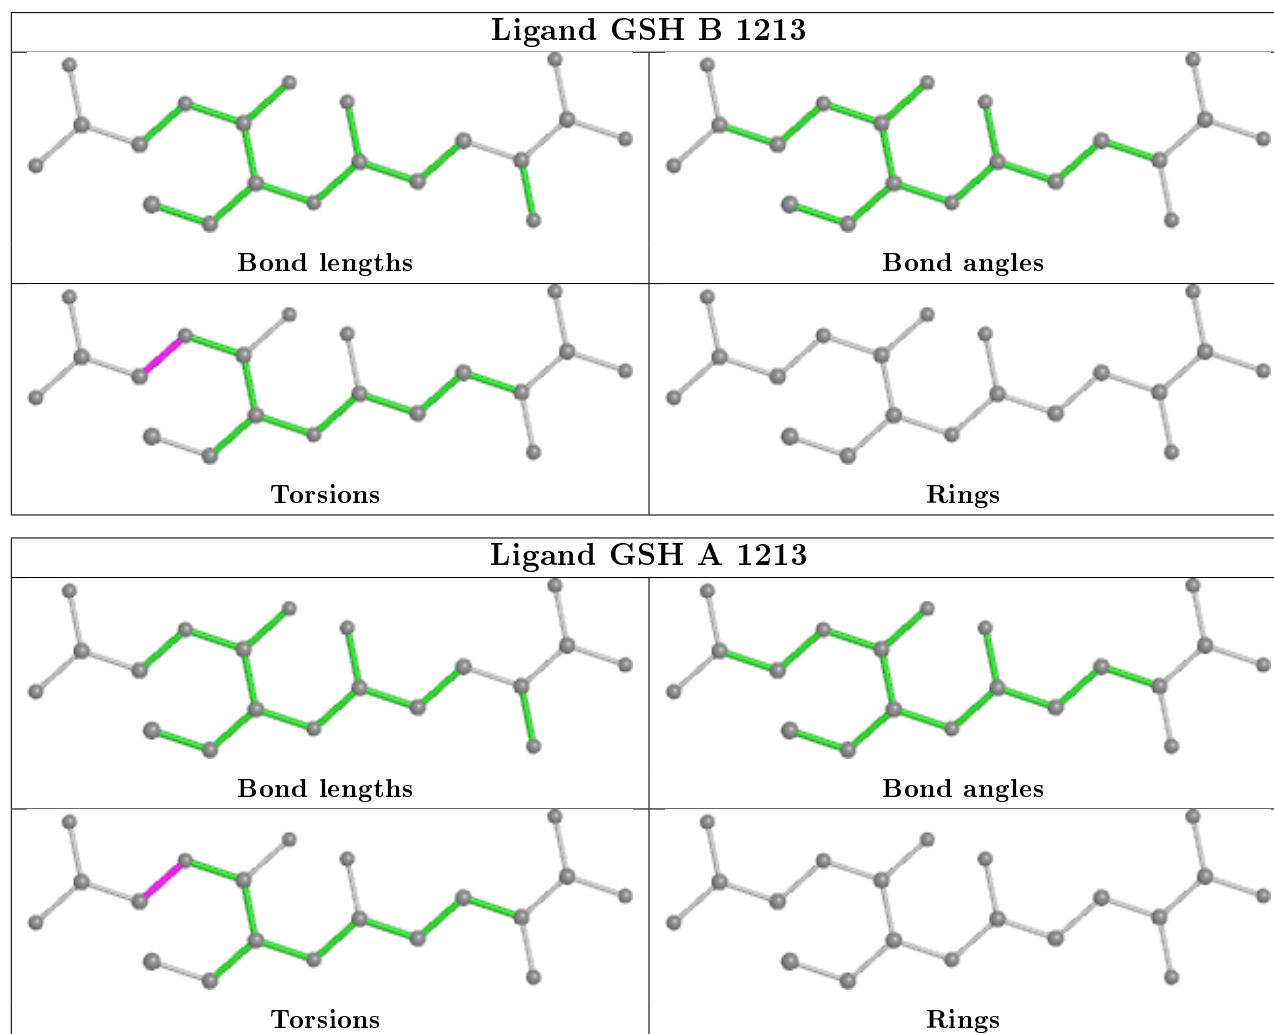 Ligand GSH B 1213
Bond lengths
Bond angles
Torsions
Rings
Ligand GSH A 1213
Bond lengths
Bond angles
Torsions
Rings